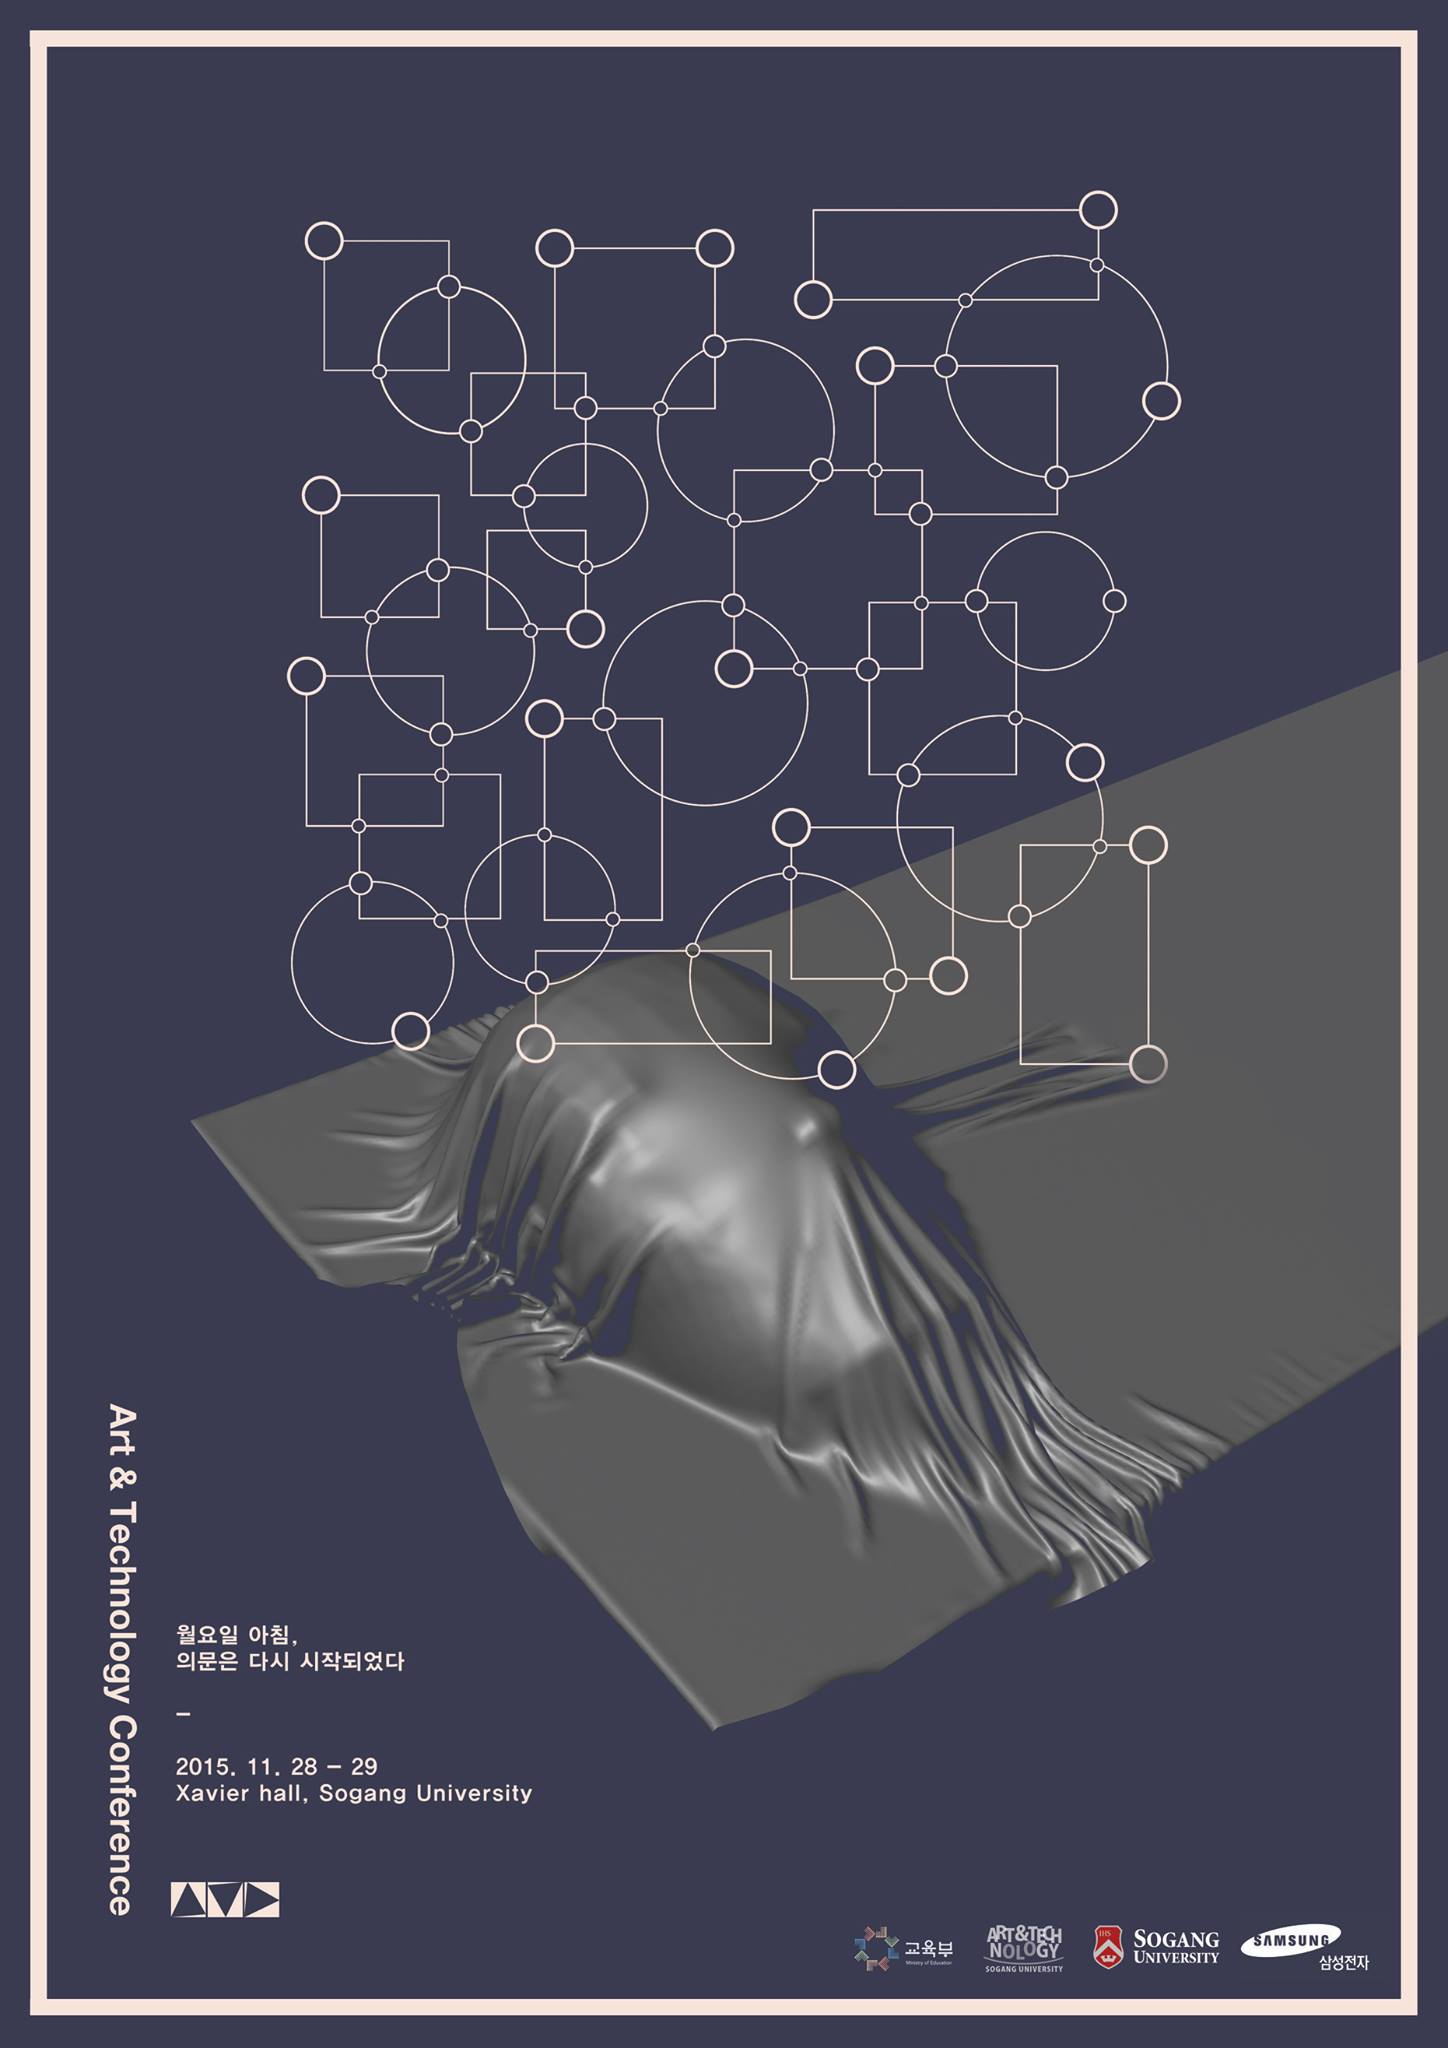 Art & Technology Conference
월요일 아침,
의문은 다시 시작되었다
–
2015. 11. 28 – 29
Xavier hall, Sogang University
교육부
Ministry of Education
ART&TECH
NOLOGY
SOGANG UNIVERSITY
IHS
SOGANG
UNIVERSITY
SAMSUNG
삼성전자